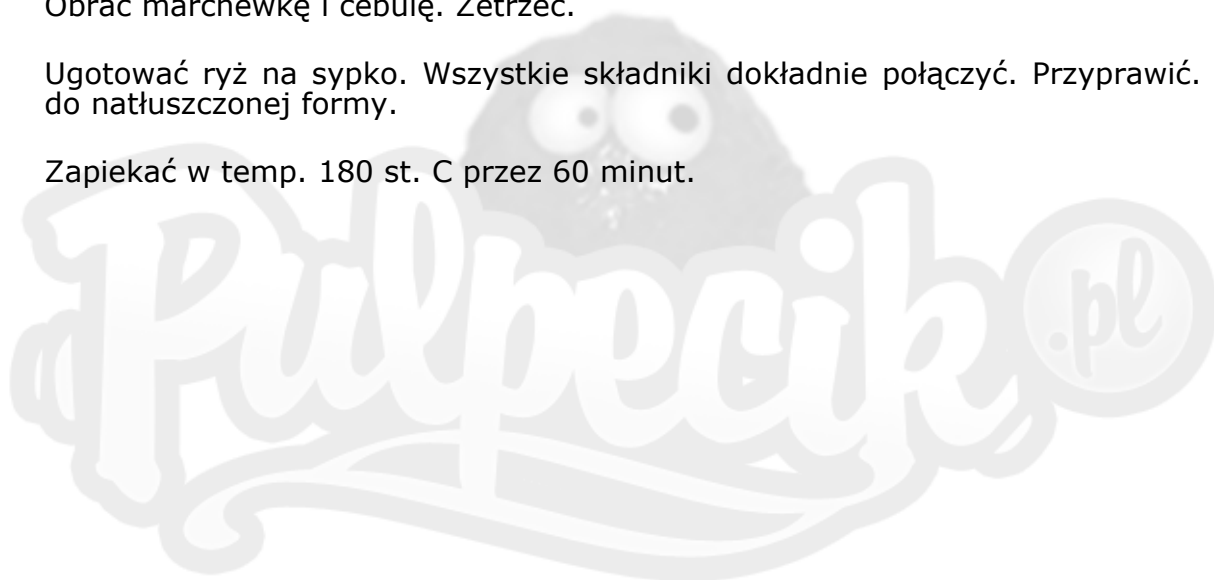 Obrać marchewkę i cebulę. Zetrzeć.
Ugotować ryż na sypko. Wszystkie składniki dokładnie połączyć. Przyprawić.
do natłuszczonej formy.
Zapiekać w temp. 180 st. C przez 60 minut.
Pulpecik.pl